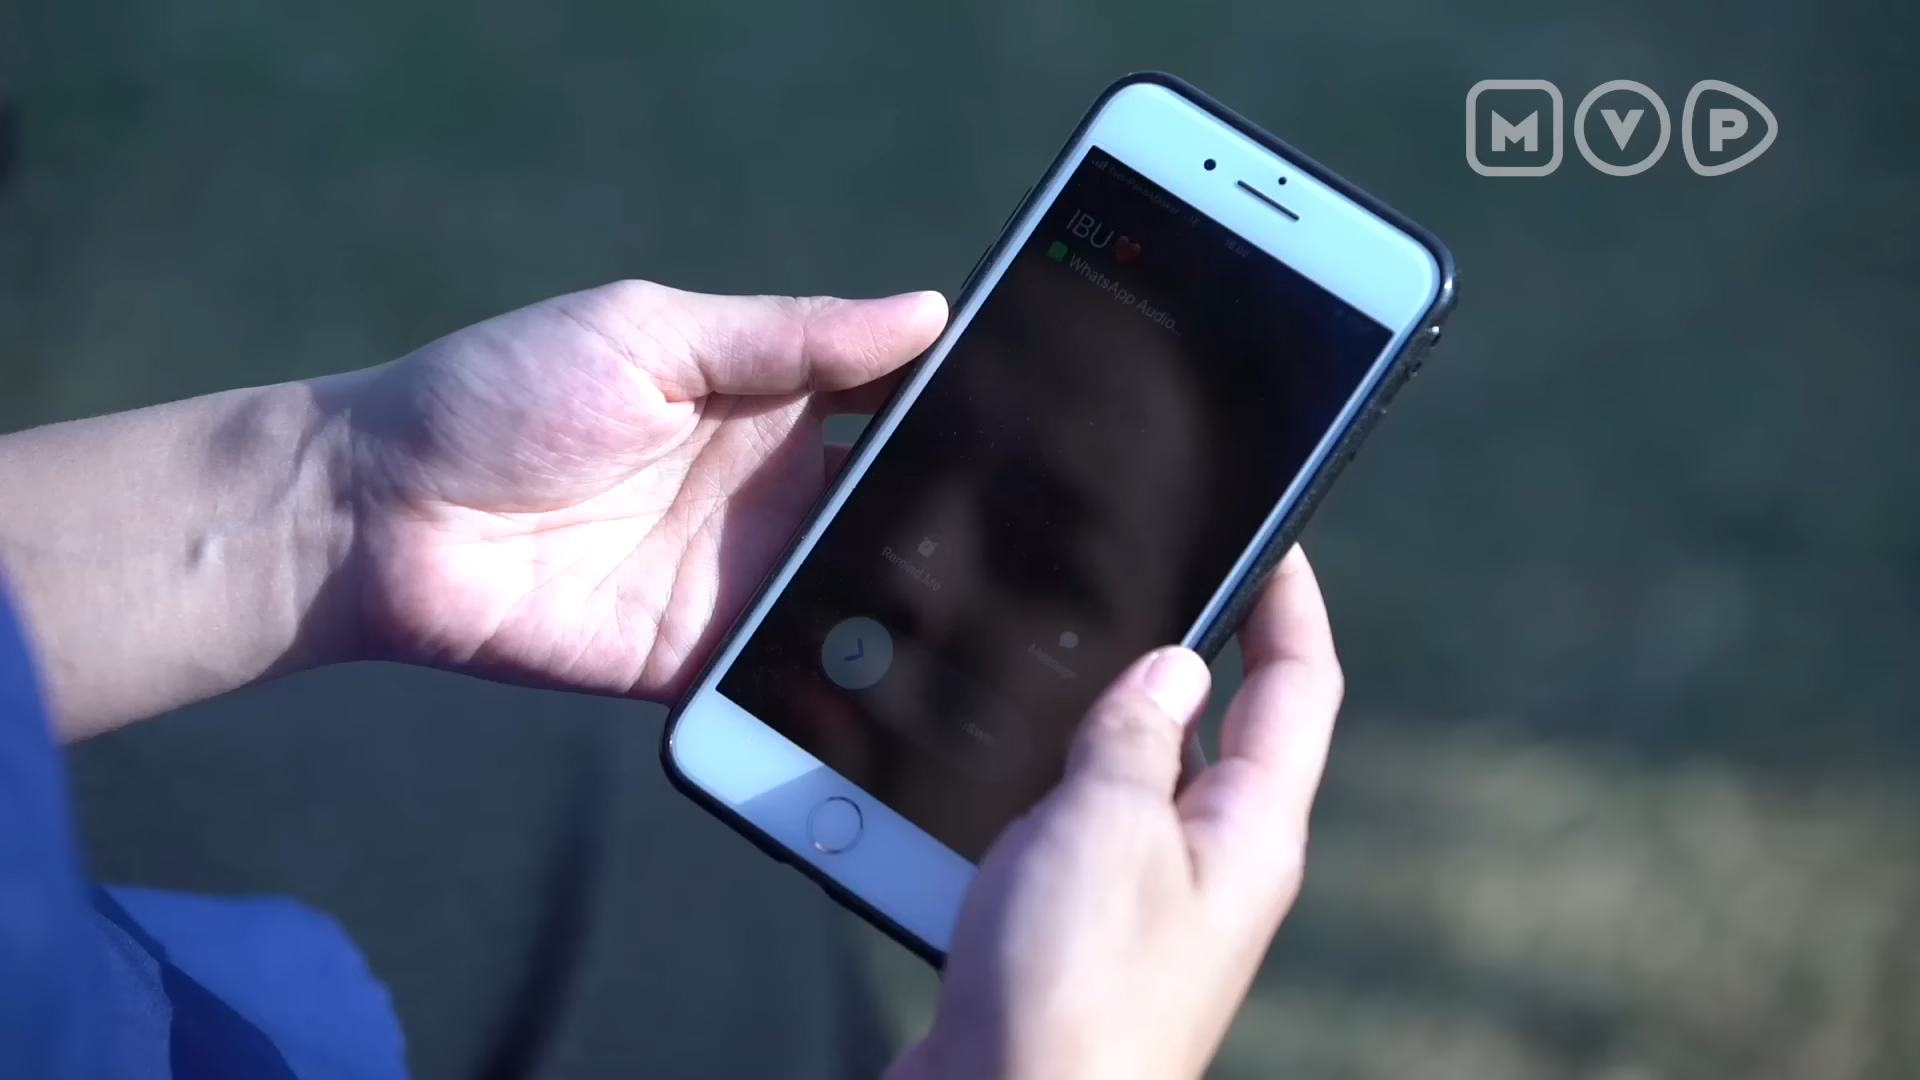 MVP
IBU❤️
WhatsApp Audio...
Remind Me
Message